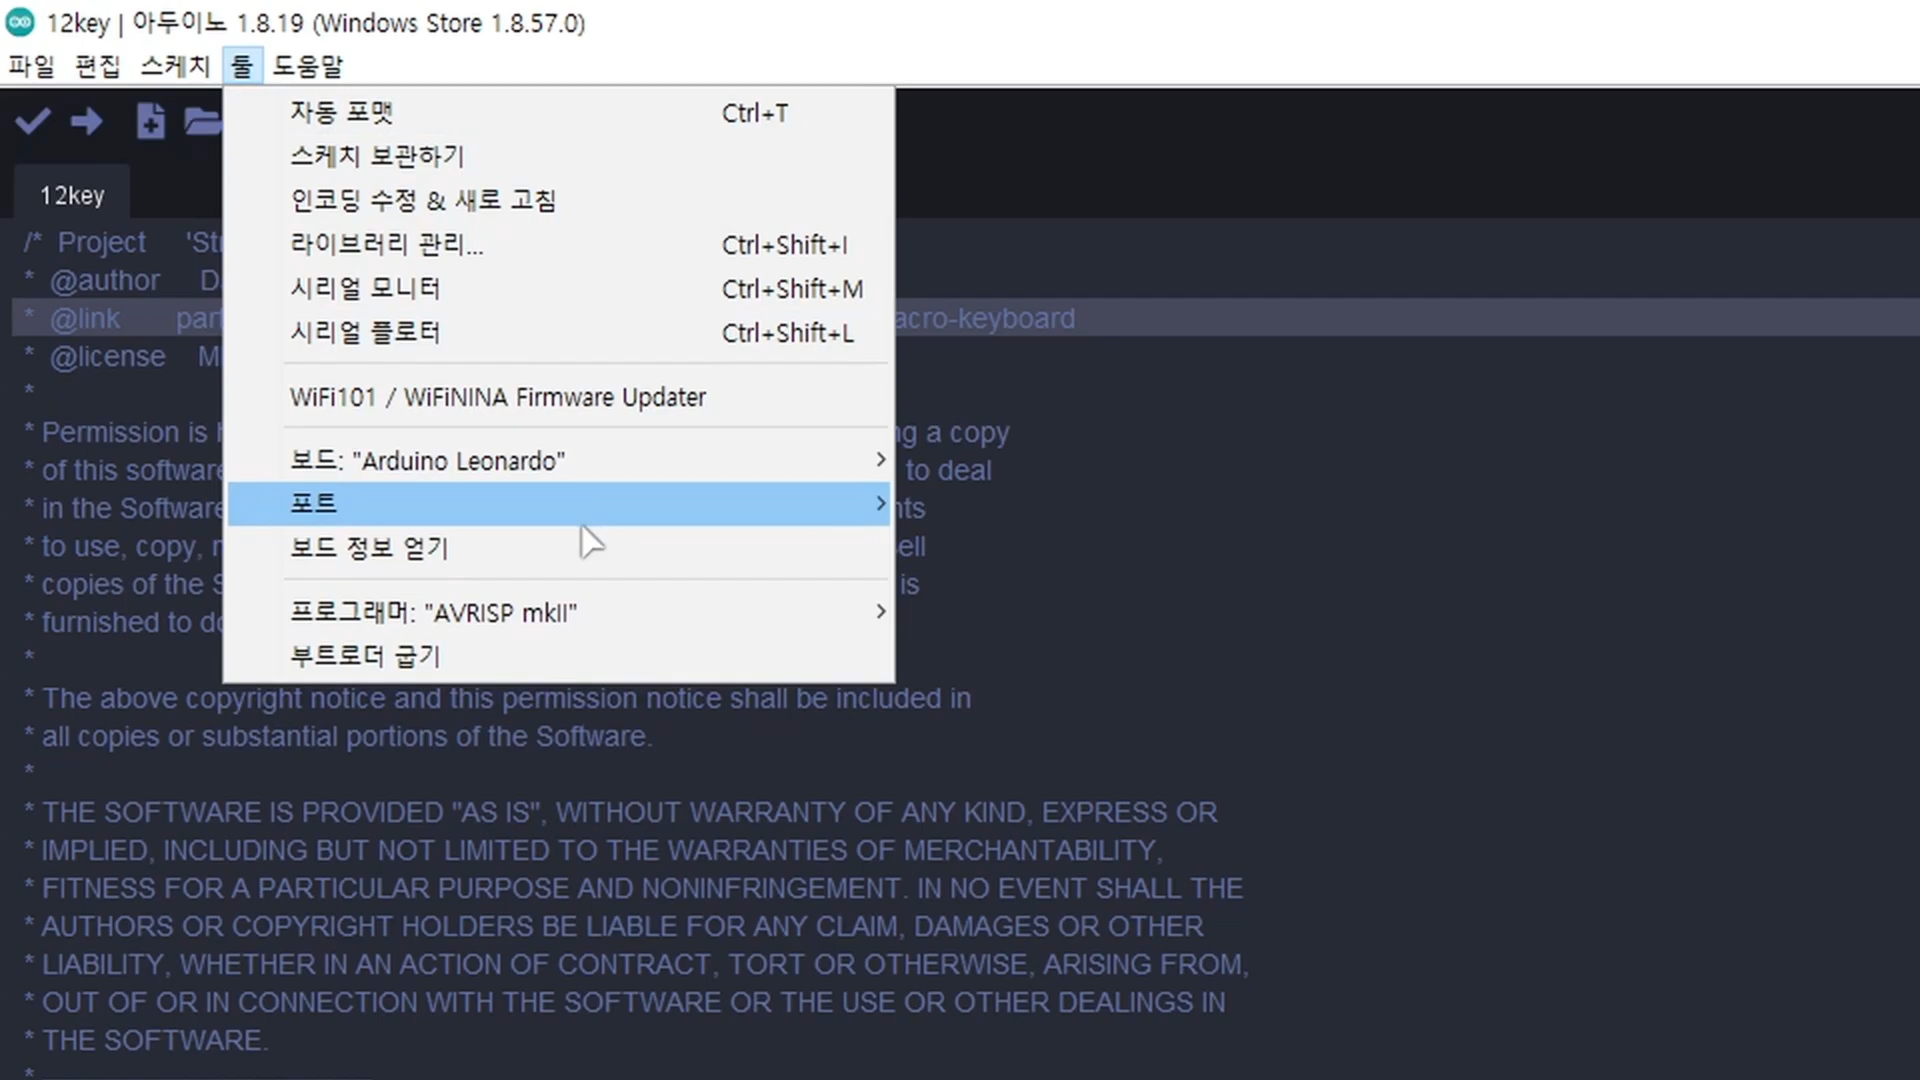 12key | 아두이노 1.8.19 (Windows Store 1.8.57.0)
파일 편집 스케치 툴 도움말
자동 포맷 Ctrl+T
스케치 보관하기
인코딩 수정 & 새로 고침
라이브러리 관리... Ctrl+Shift+I
시리얼 모니터 Ctrl+Shift+M
시리얼 플로터 Ctrl+Shift+L
WiFi101 / WiFiNINA Firmware Updater
보드: "Arduino Leonardo"
포트
보드 정보 얻기
프로그래머: "AVRISP mkII"
부트로더 굽기
12key
/* Project
* @author
* @link acro-keyboard
* @license
*
* Permission is a copy
* of this software to deal
* in the Software
* to use, copy,
* copies of the is
* furnished to
*
* The above copyright notice and this permission notice shall be included in
* all copies or substantial portions of the Software.
*
* THE SOFTWARE IS PROVIDED "AS IS", WITHOUT WARRANTY OF ANY KIND, EXPRESS OR
* IMPLIED, INCLUDING BUT NOT LIMITED TO THE WARRANTIES OF MERCHANTABILITY,
* FITNESS FOR A PARTICULAR PURPOSE AND NONINFRINGEMENT. IN NO EVENT SHALL THE
* AUTHORS OR COPYRIGHT HOLDERS BE LIABLE FOR ANY CLAIM, DAMAGES OR OTHER
* LIABILITY, WHETHER IN AN ACTION OF CONTRACT, TORT OR OTHERWISE, ARISING FROM,
* OUT OF OR IN CONNECTION WITH THE SOFTWARE OR THE USE OR OTHER DEALINGS IN
* THE SOFTWARE.
*